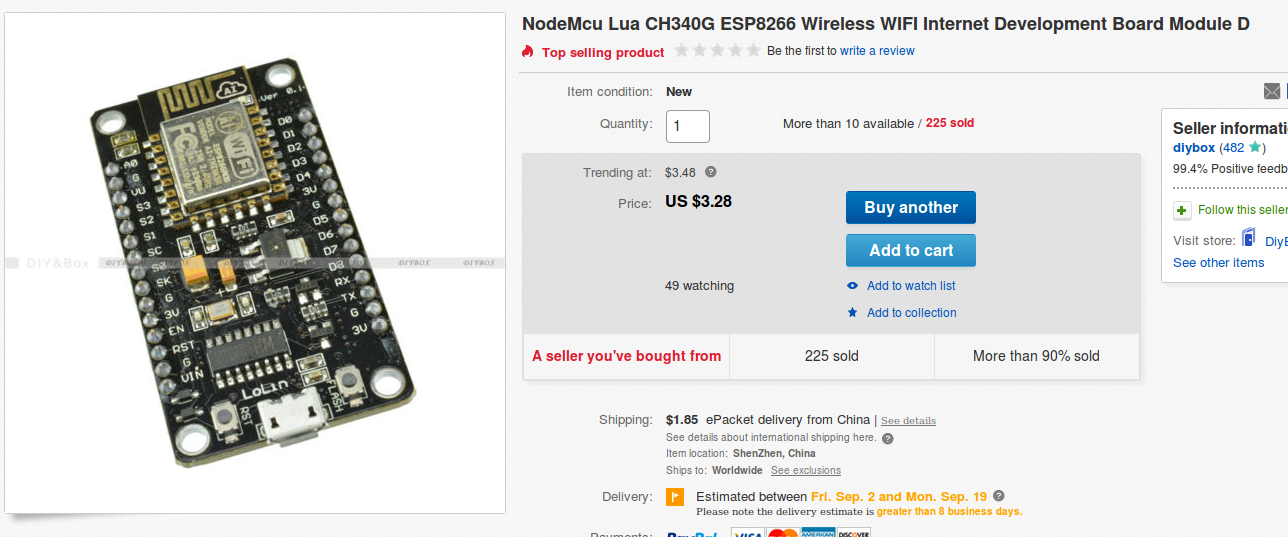 NodeMcu Lua CH340G ESP8266 Wireless WIFI Internet Development Board Module D
Top selling product
Be the first to write a review
Item condition: New
Quantity: 1 More than 10 available / 225 sold
Trending at: $3.48 ?
Price: US $3.28
Buy another
Add to cart
49 watching
Add to watch list
Add to collection
A seller you've bought from 225 sold More than 90% sold
Shipping: $1.85 ePacket delivery from China | See details
See details about international shipping here. ?
Item location: ShenZhen, China
Ships to: Worldwide See exclusions
Delivery: Estimated between Fri. Sep. 2 and Mon. Sep. 19 ?
Please note the delivery estimate is greater than 8 business days.
Payments: PayPal VISA MasterCard AMERICAN DISCOVER
Seller informati
diybox (482 )
99.4% Positive feedb
Follow this seller
Visit store: DiyB
See other items
AI
Ver 0.1
WiFi
FC
A0
G
VU
S3
S2
S1
SC
S0
SK
G
3V
EN
RST
G
VIN
D0
D1
D2
D3
D4
3V
G
D5
D6
D7
D8
RX
TX
G
3V
LoLin
RST
FLASH
DIY&Box
DIYBOX DIYBOX DIYBOX